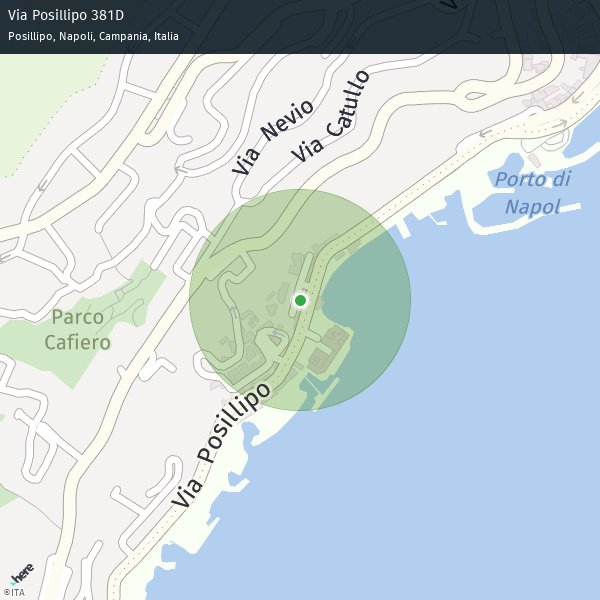 Via Posillipo 381D
Posillipo, Napoli, Campania, Italia
Via Nevio
Via Catullo
Porto di
Napol
Parco
Cafiero
Via Posillipo
here
©ITA